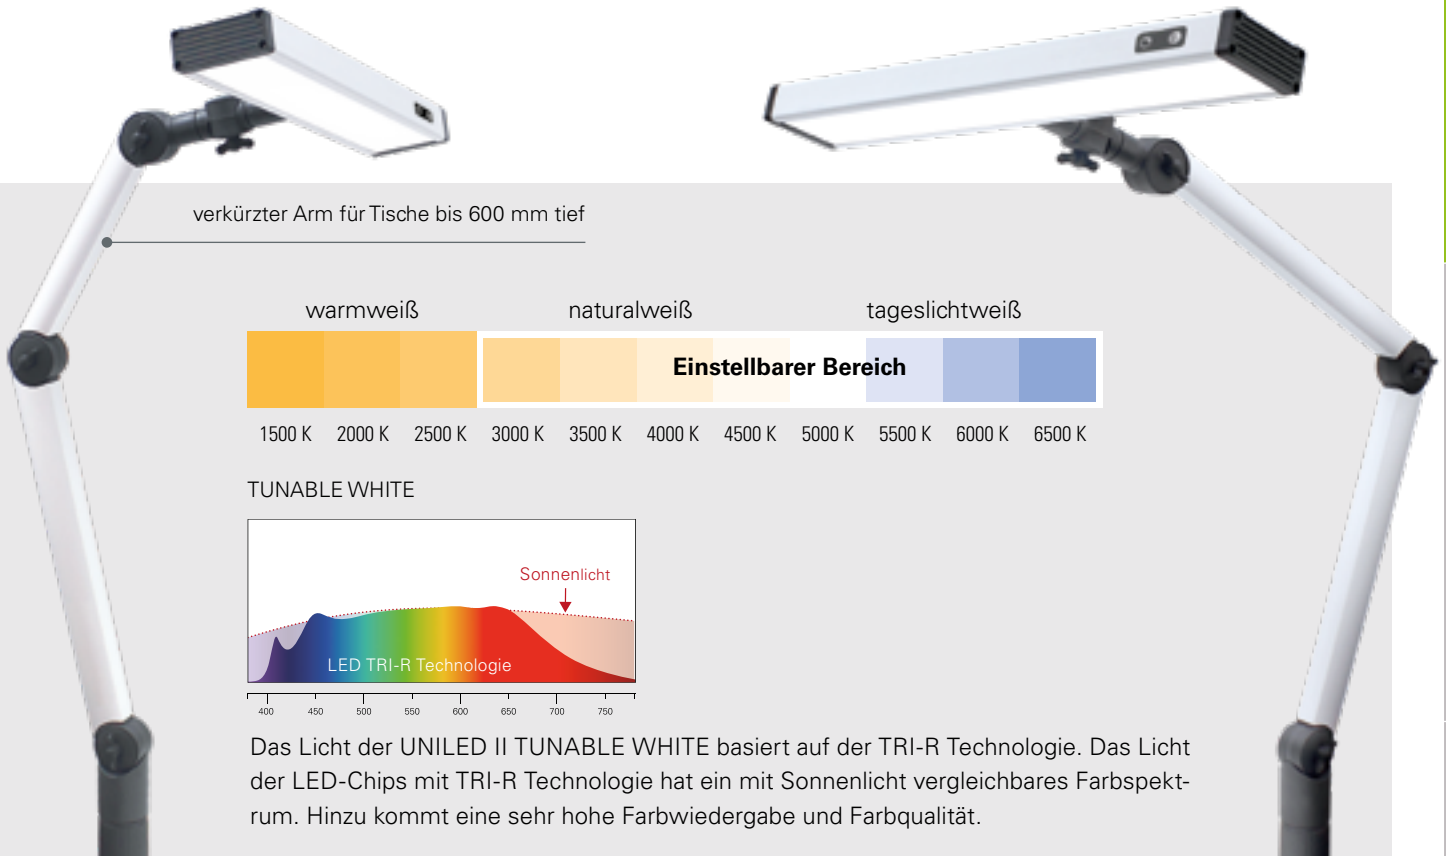 verkürzter Arm für Tische bis 600 mm tief
warmweiß naturalweiß tageslichtweiß
Einstellbarer Bereich
1500 K 2000 K 2500 K 3000 K 3500 K 4000 K 4500 K 5000 K 5500 K 6000 K 6500 K
TUNABLE WHITE
Sonnenlicht
LED TRI-R Technologie
400 450 500 550 600 650 700 750
Das Licht der UNILED II TUNABLE WHITE basiert auf der TRI-R Technologie. Das Licht
der LED-Chips mit TRI-R Technologie hat ein mit Sonnenlicht vergleichbares Farbspekt-
rum. Hinzu kommt eine sehr hohe Farbwiedergabe und Farbqualität.